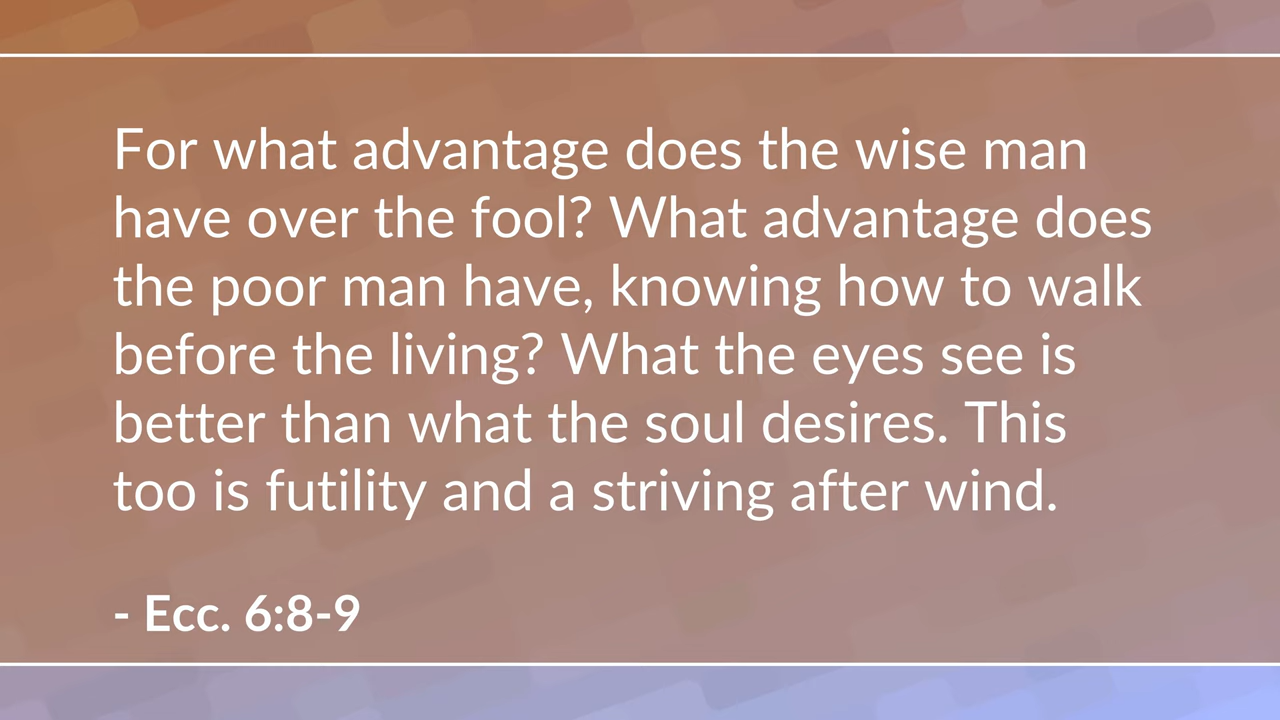 For what advantage does the wise man
have over the fool? What advantage does
the poor man have, knowing how to walk
before the living? What the eyes see is
better than what the soul desires. This
too is futility and a striving after wind.
- Ecc. 6:8-9